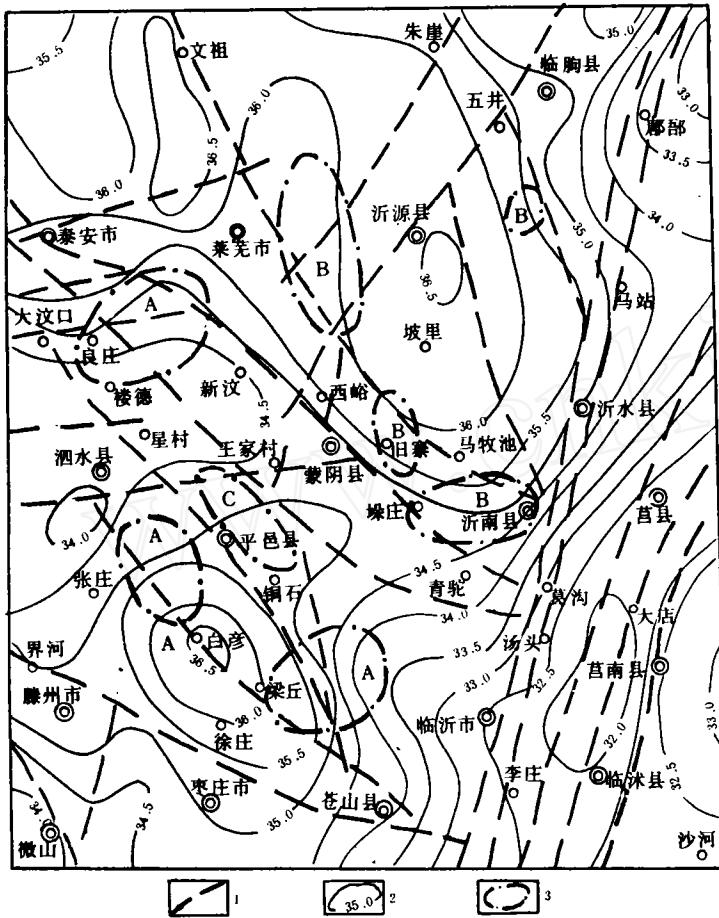 朱崖
35.0
35.5
文祖
临朐县
36.0
33.0
五井
36.5
鄌郚
33.5
36.0
34.0
B
泰安市
莱芜市
沂源县
35.0
B
36.5
马站
A
大汶口
坡里
良庄
新汶
西峪
楼德
34.5
36.0
35.5
沂水县
星村
B
旧寨
马牧池
泗水县
王家村
蒙阴县
C
B
垛庄
沂南县
莒县
34.0
A
平邑县
34.5
张庄
铜石
青驼
葛沟
34.0
大店
A
白彦
汤头
33.5
界河
36.5
A
33.0
32.5
莒南县
滕州市
梁丘
36.0
临沂市
徐庄
32.0
35.5
李庄
临沭县
32.5
枣庄市
苍山县
34.5
34.5
35.0
微山
沙河
1
35.0
2
3